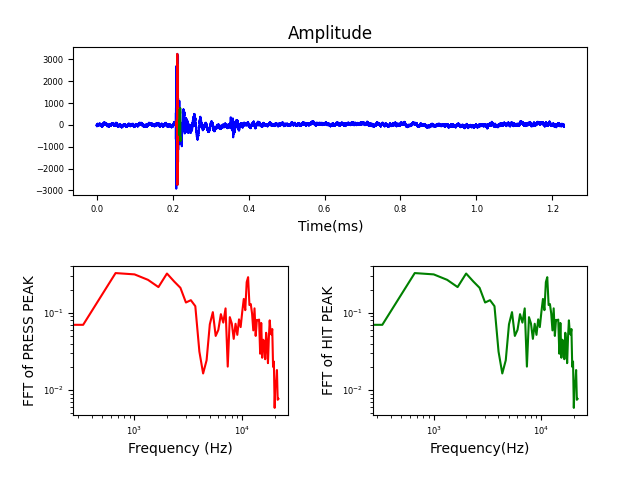 Amplitude
3000
2000
1000
0
−1000
−2000
−3000
0.0 0.2 0.4 0.6 0.8 1.0 1.2
Time(ms)
FFT of PRESS PEAK
10⁻¹
10⁻²
10³ 10⁴
Frequency (Hz)
FFT of HIT PEAK
10⁻¹
10⁻²
10³ 10⁴
Frequency(Hz)